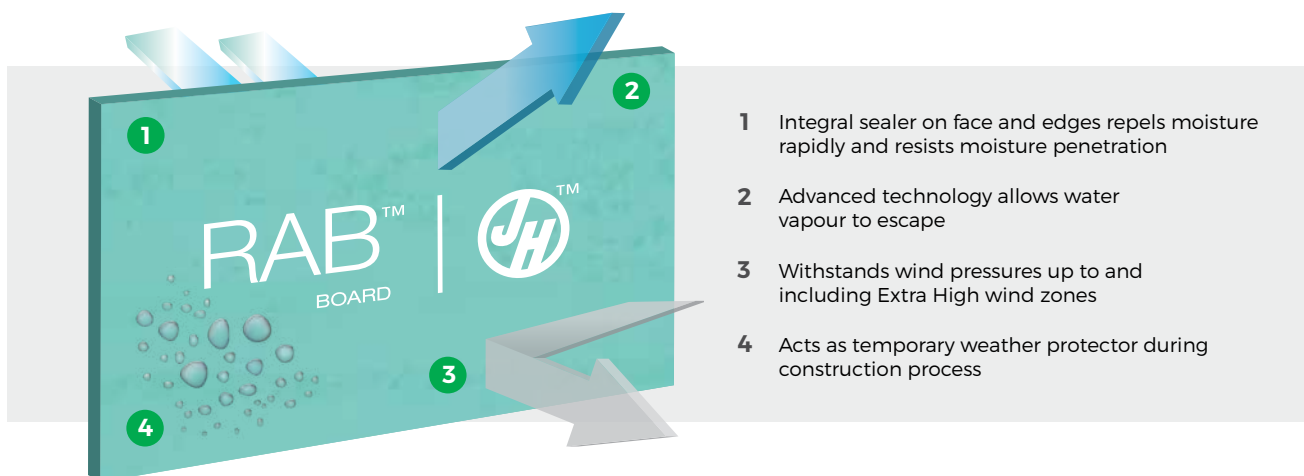 1
2
RAB™ | JH™
BOARD
3
4
1 Integral sealer on face and edges repels moisture
rapidly and resists moisture penetration
2 Advanced technology allows water
vapour to escape
3 Withstands wind pressures up to and
including Extra High wind zones
4 Acts as temporary weather protector during
construction process